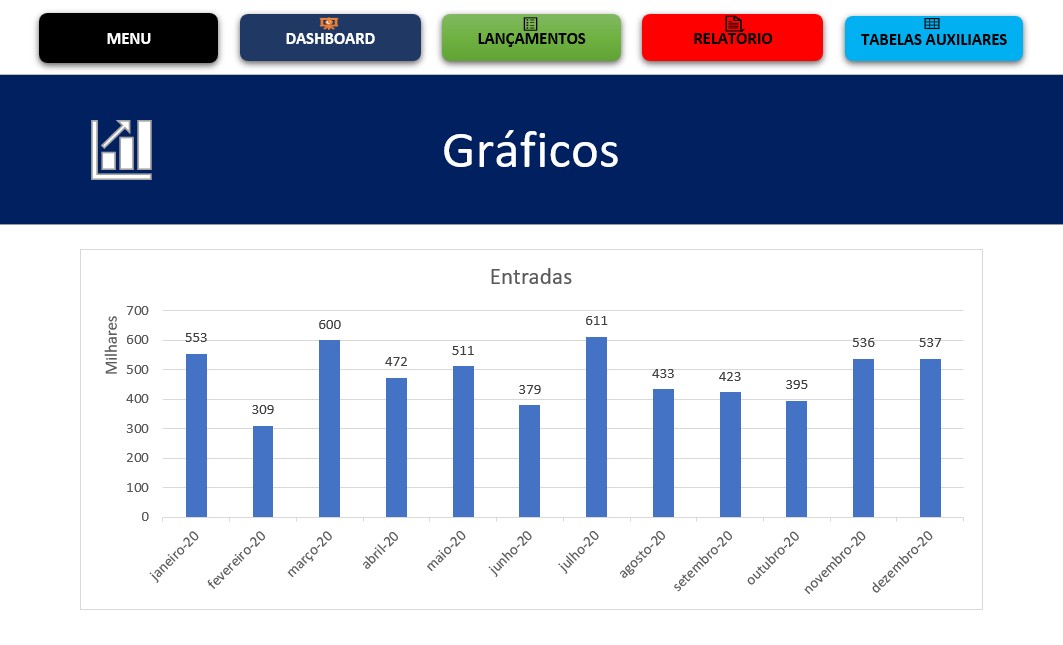 MENU
DASHBOARD
LANÇAMENTOS
RELATÓRIO
TABELAS AUXILIARES
Gráficos
Entradas
Milhares
700
600
500
400
300
200
100
0
553
309
600
472
511
379
611
433
423
395
536
537
janeiro-20
fevereiro-20
março-20
abril-20
maio-20
junho-20
julho-20
agosto-20
setembro-20
outubro-20
novembro-20
dezembro-20